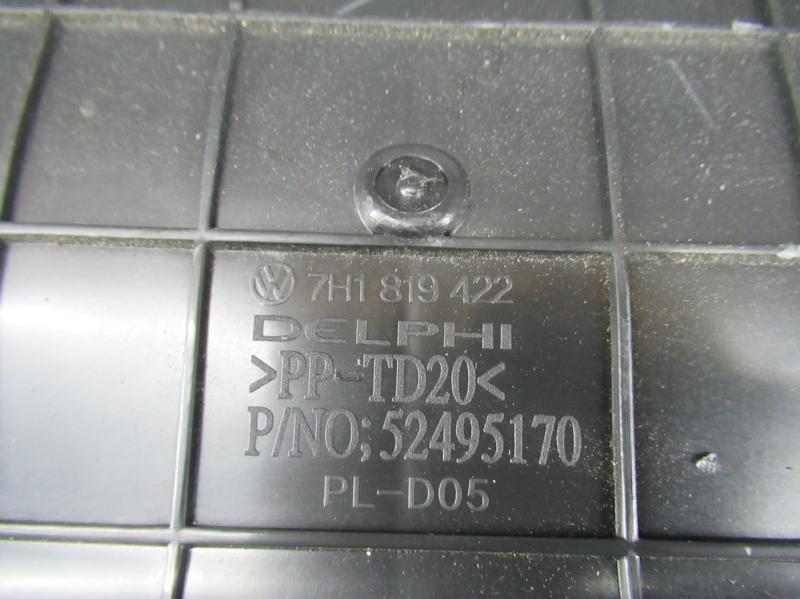 7H1 819 422
DELPHI
>PP-TD20<
P/NO;52495170
PL-D05